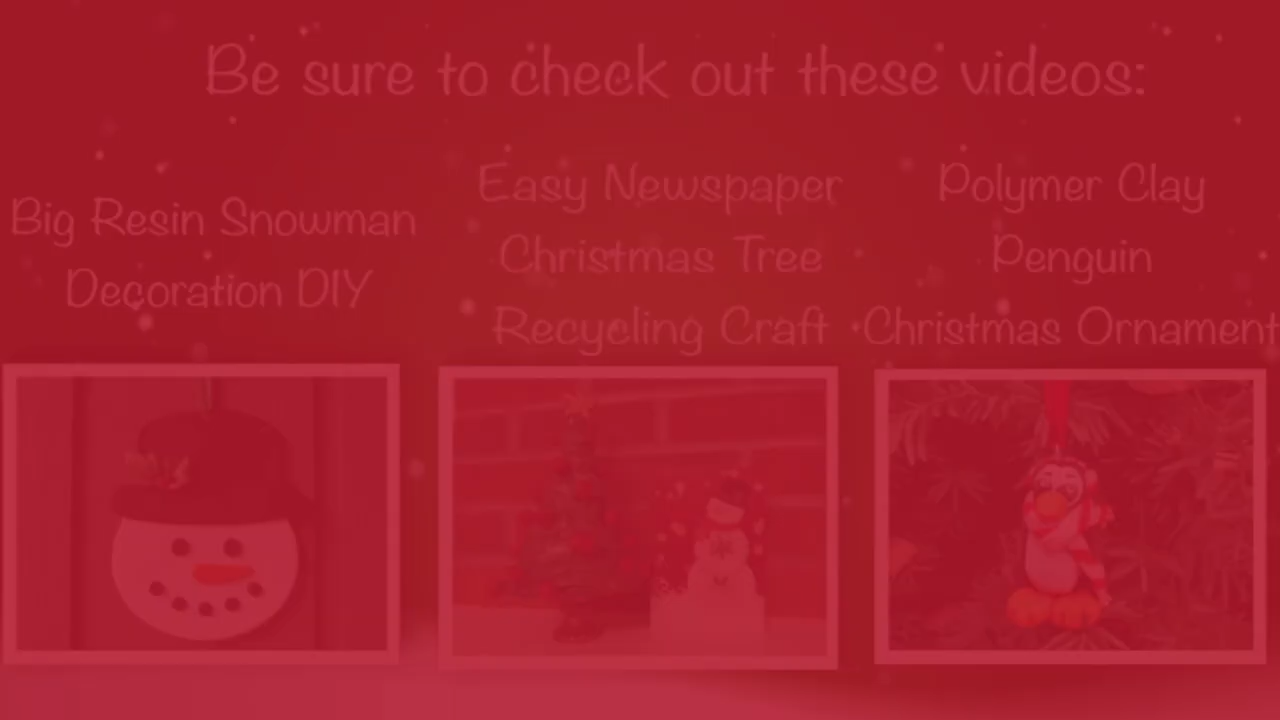 Be sure to check out these videos:
Big Resin Snowman
Decoration DIY
Easy Newspaper
Christmas Tree
Recycling Craft
Polymer Clay
Penguin
Christmas Ornament